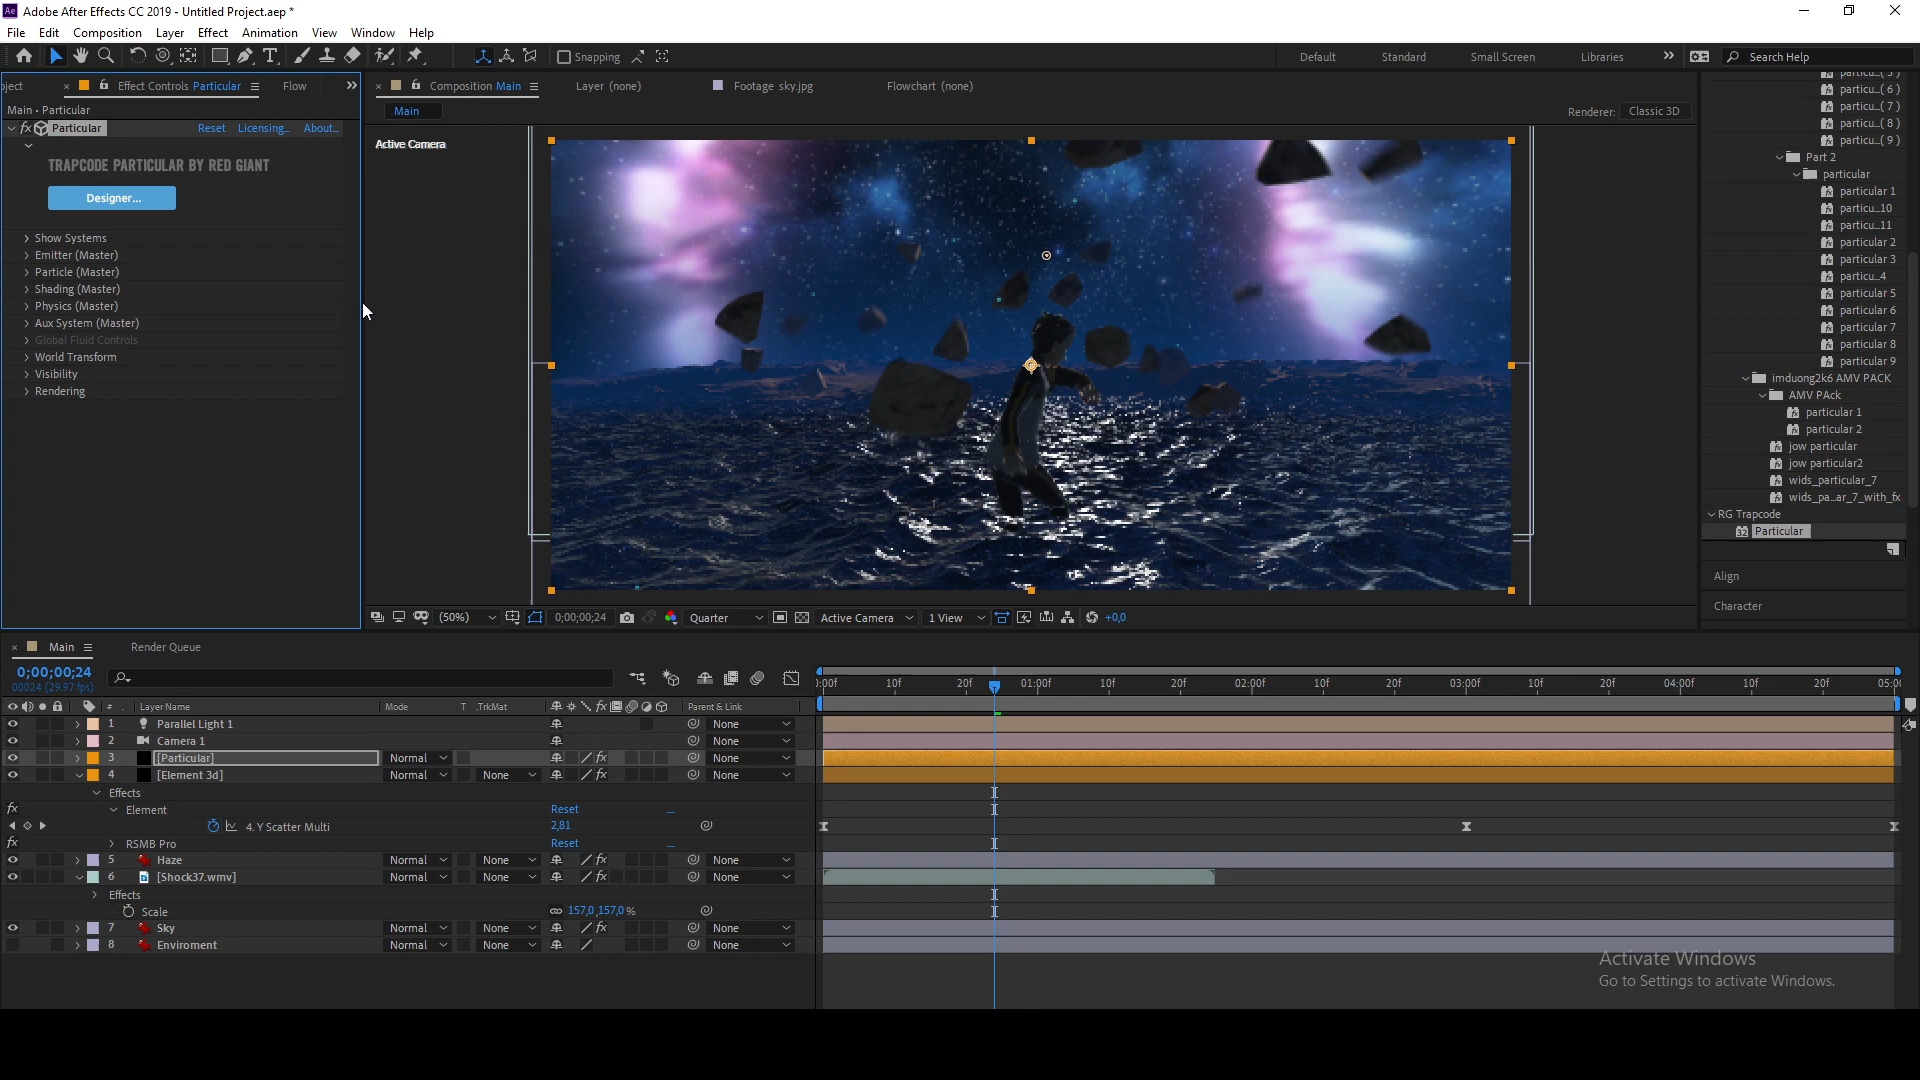 Adobe After Effects CC 2019 - Untitled Project.aep *
File Edit Composition Layer Effect Animation View Window Help
Snapping
Default Standard Small Screen Libraries Search Help
oject Effect Controls Particular Flow
Composition Main Layer (none) Footage sky.jpg Flowchart (none)
Main • Particular
Main
Renderer: Classic 3D
Particular Reset Licensing... About...
TRAPCODE PARTICULAR BY RED GIANT
Designer...
Show Systems
Emitter (Master)
Particle (Master)
Shading (Master)
Physics (Master)
Aux System (Master)
Global Fluid Controls
World Transform
Visibility
Rendering
Active Camera
(50%) 0;00;00;24 Quarter Active Camera 1 View +0,0
particu...( 6 )
particu...( 7 )
particu...( 8 )
particu...( 9 )
Part 2
particular
particular 1
particu...10
particu...11
particular 2
particular 3
particu...4
particular 5
particular 6
particular 7
particular 8
particular 9
imduong2k6 AMV PACK
AMV PAck
particular 1
particular 2
jow particular
jow particular2
wids_particular_7
wids_pa...ar_7_with_fx
RG Trapcode
Particular
Align
Character
Main Render Queue
0;00;00;24
00024 (29.97 fps)
):00f 10f 20f 01:00f 10f 20f 02:00f 10f 20f 03:00f 10f 20f 04:00f 10f 20f 05:00
# Layer Name Mode T .TrkMat Parent & Link
1 Parallel Light 1 None
2 Camera 1 None
3 [Particular] Normal None
4 [Element 3d] Normal None None
Effects
fx Element Reset ...
4. Y Scatter Multi 2,81
fx RSMB Pro Reset ...
5 Haze Normal None None
6 [Shock37.wmv] Normal None None
Effects
Scale 157,0,157,0 %
7 Sky Normal None None
8 Enviroment Normal None None
Activate Windows
Go to Settings to activate Windows.